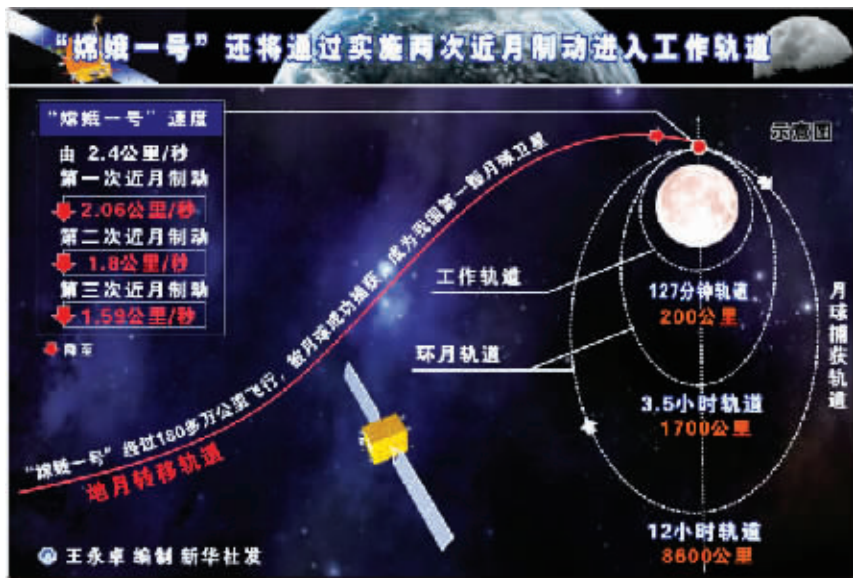 “嫦娥一号”还将通过实施两次近月制动进入工作轨道
“嫦娥一号”速度
由 2.4公里/秒
第一次近月制动
2.06公里/秒
第二次近月制动
1.8公里/秒
第三次近月制动
1.59公里/秒
降至
示意图
“嫦娥一号”经过180多万公里飞行，被月球成功捕获，成为我国第一颗月球卫星
地月转移轨道
工作轨道
环月轨道
月球捕获轨道
127分钟轨道
200公里
3.5小时轨道
1700公里
12小时轨道
8600公里
王永卓 编制 新华社发